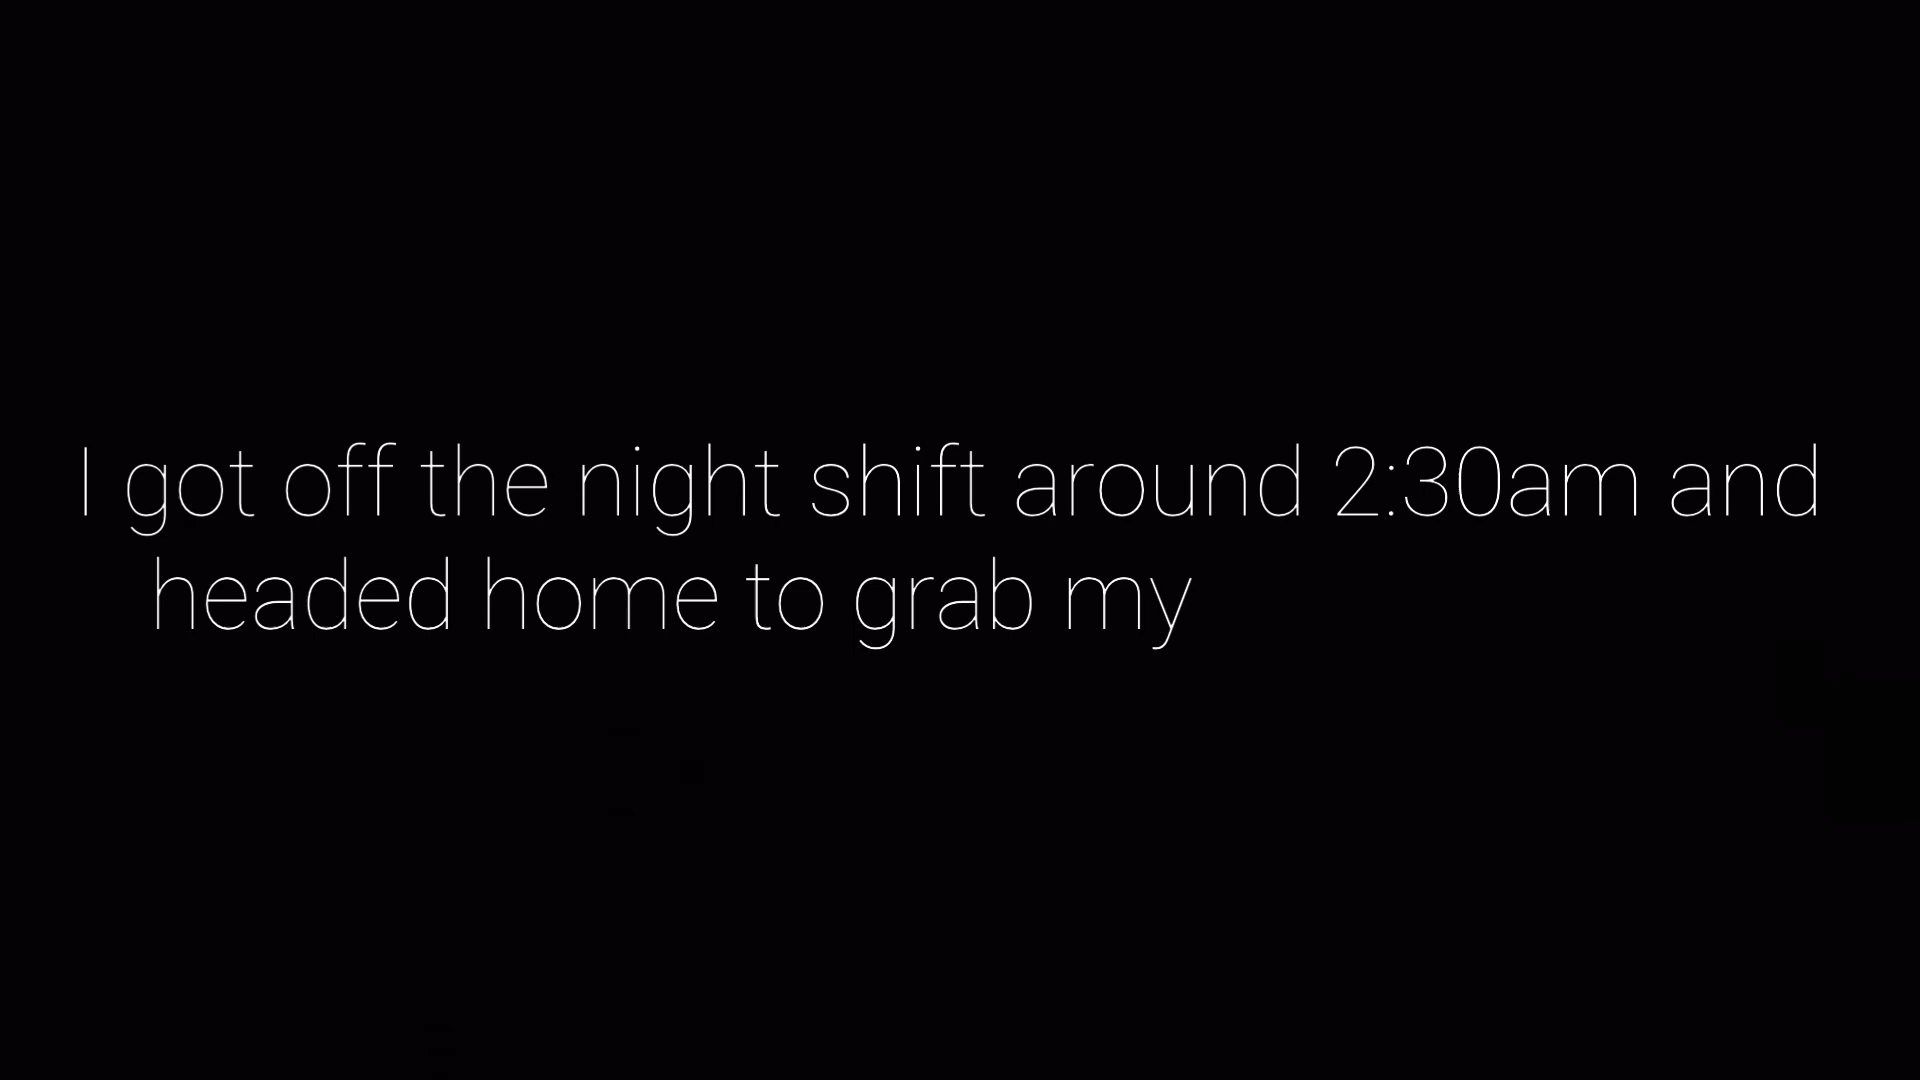 I got off the night shift around 2:30am and
headed home to grab my